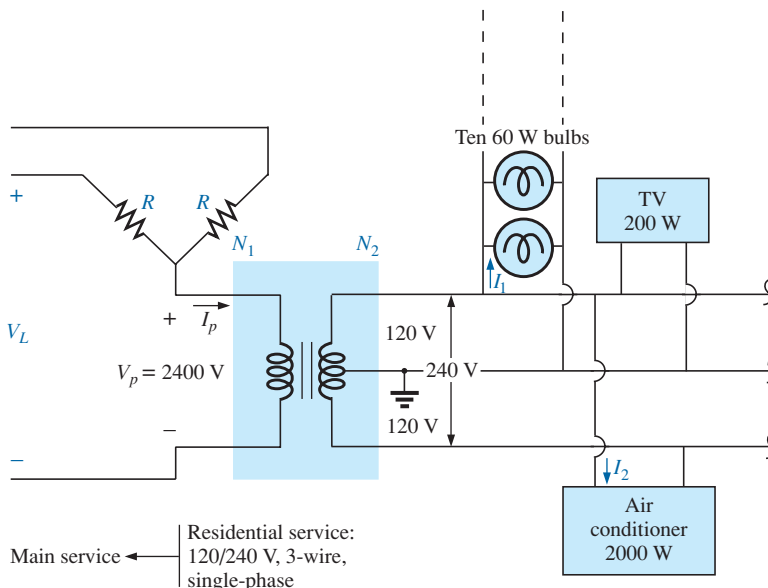 Ten 60 W bulbs
+
R
R
TV
200 W
N₁
N₂
I₁
+
Iₚ
120 V
V_L
Vₚ = 2400 V
240 V
–
120 V
–
I₂
Air
conditioner
2000 W
Main service
Residential service:
120/240 V, 3-wire,
single-phase